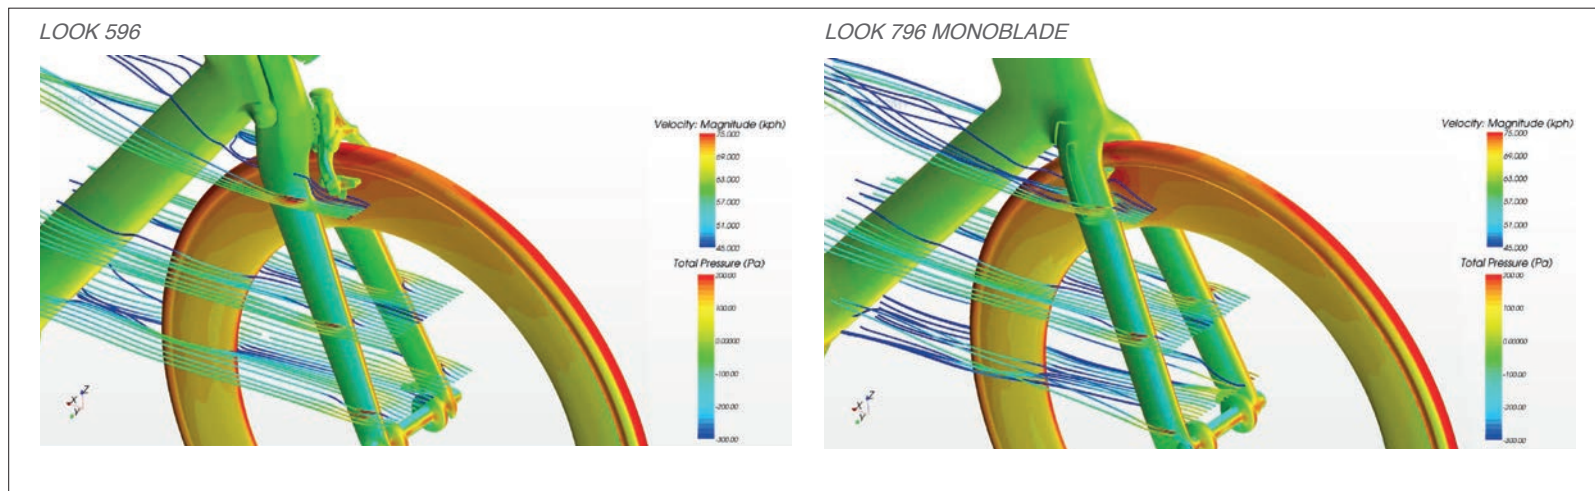 LOOK 596
LOOK 796 MONOBLADE
Velocity: Magnitude (kph)
75.000
69.000
63.000
57.000
51.000
45.000
Total Pressure (Pa)
200.00
100.00
0.00000
-100.00
-200.00
-300.00
Z
X
Y
Velocity: Magnitude (kph)
75.000
69.000
63.000
57.000
51.000
45.000
Total Pressure (Pa)
200.00
100.00
0.00000
-100.00
-200.00
-300.00
Z
X
Y